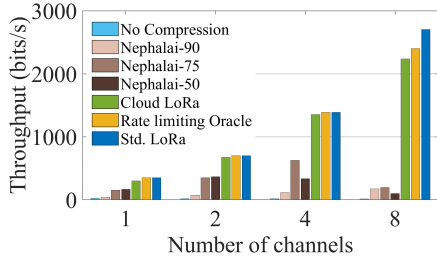 3000
2000
1000
0
Throughput (bits/s)
No Compression
Nephalai-90
Nephalai-75
Nephalai-50
Cloud LoRa
Rate limiting Oracle
Std. LoRa
1 2 4 8
Number of channels